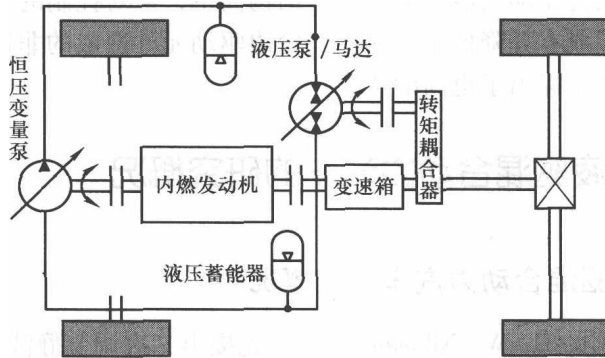 液压泵/马达
恒压变量泵
转矩耦合器
内燃发动机
变速箱
液压蓄能器